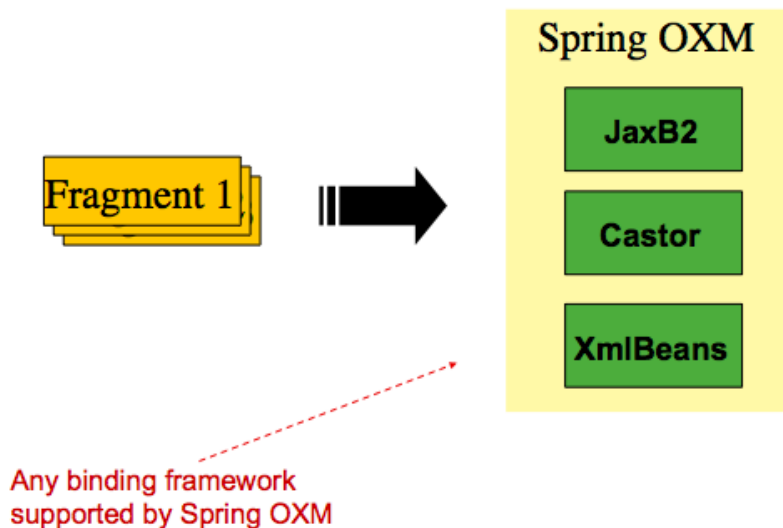 Spring OXM
JaxB2
Fragment 1
Castor
XmlBeans
Any binding framework
supported by Spring OXM